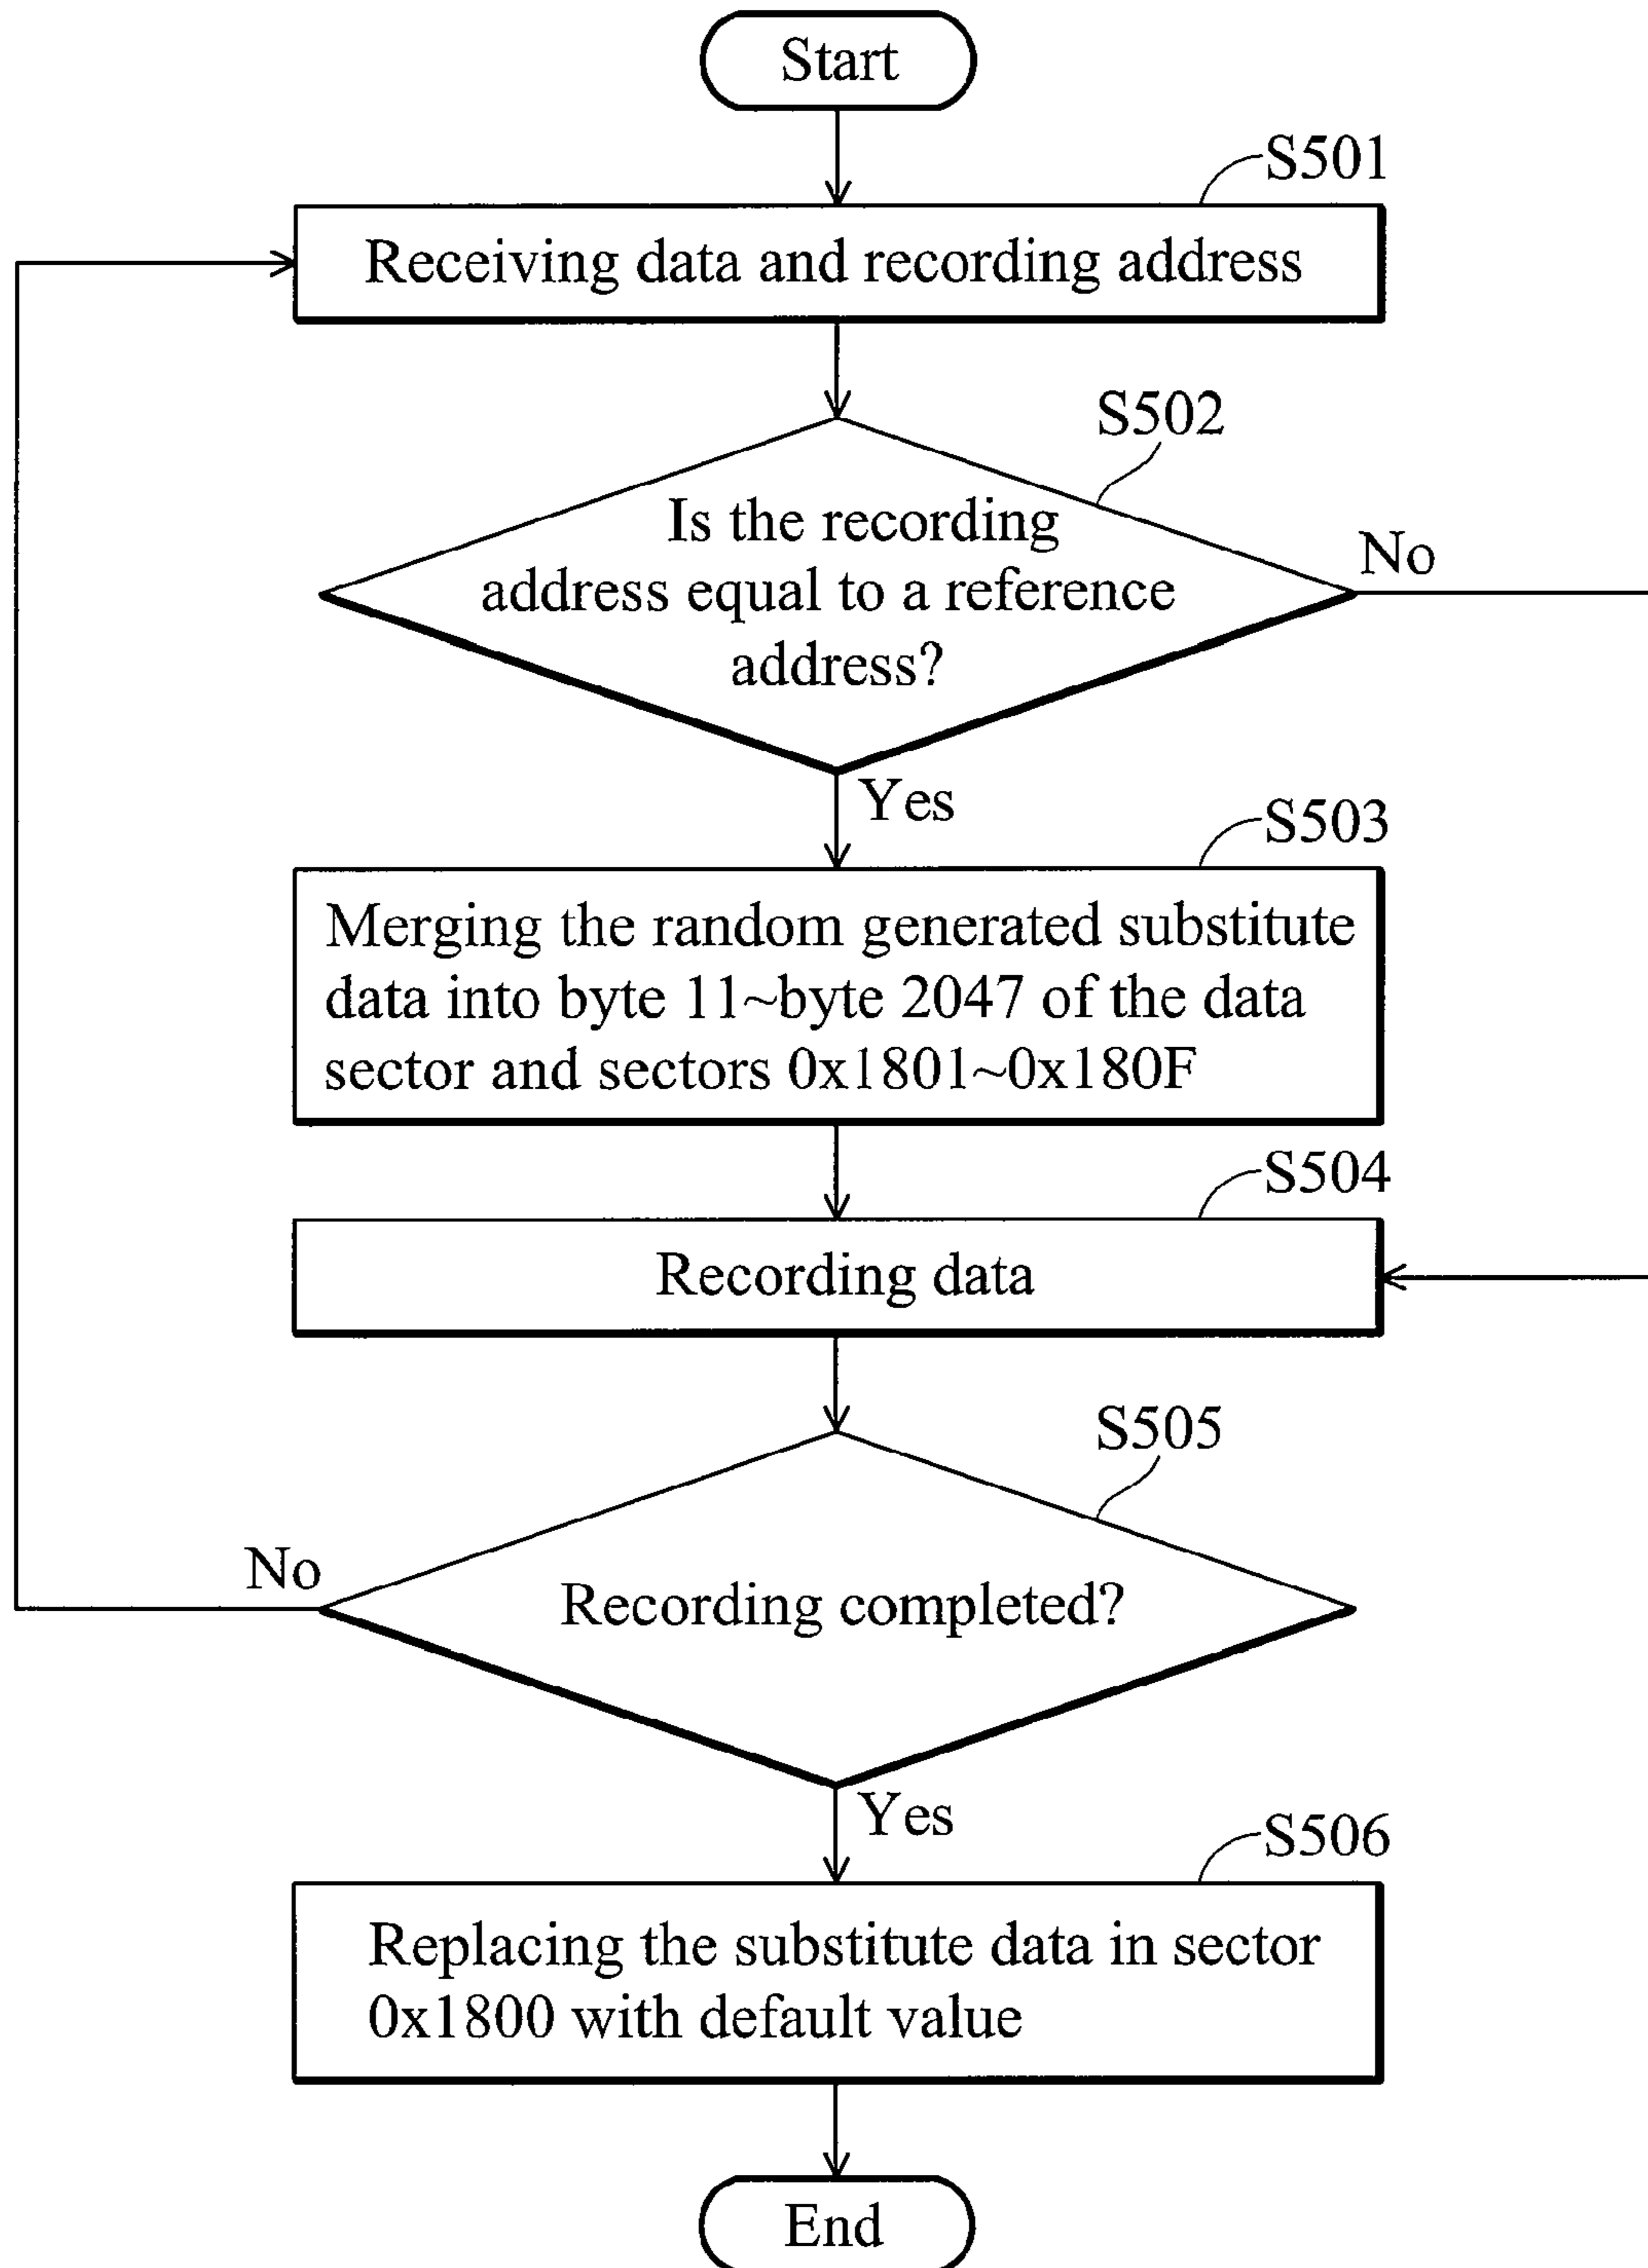 Start
S501
Receiving data and recording address
S502
Is the recording
address equal to a reference
address?
No
Yes
S503
Merging the random generated substitute
data into byte 11~byte 2047 of the data
sector and sectors 0x1801~0x180F
S504
Recording data
S505
No
Recording completed?
Yes
S506
Replacing the substitute data in sector
0x1800 with default value
End